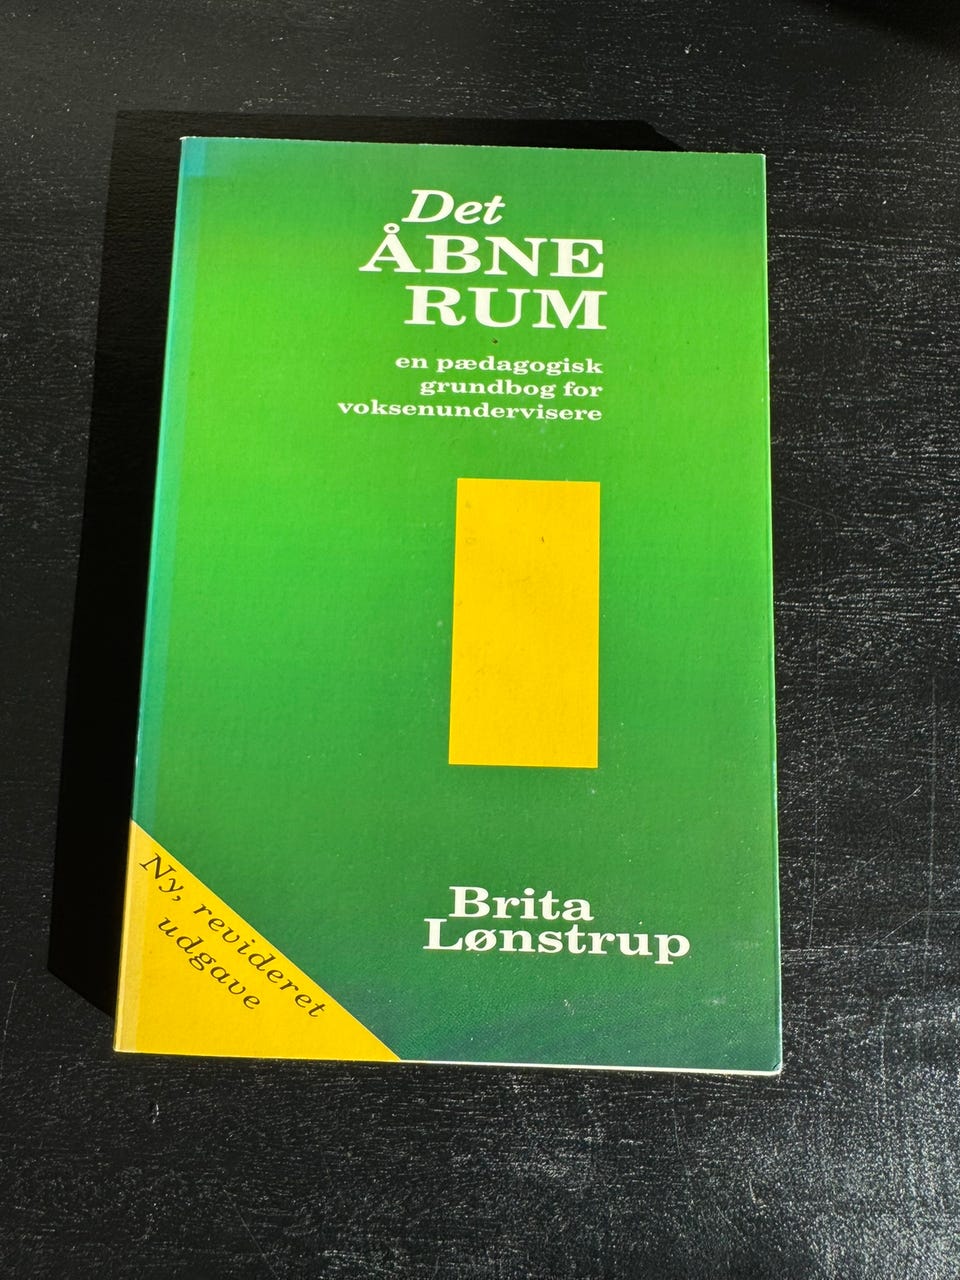 Det
ÅBNE
RUM
en pædagogisk
grundbog for
voksenundervisere
Brita
Lønstrup
Ny, revideret
udgave